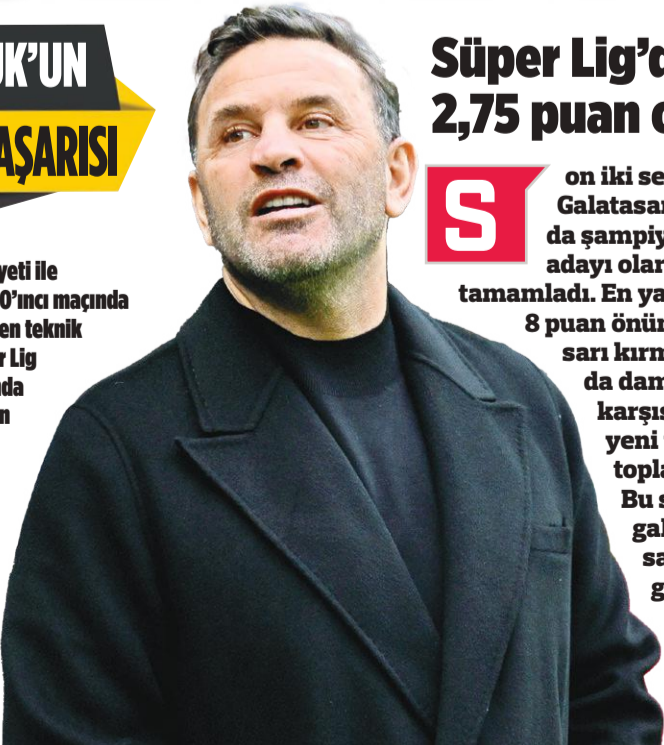 UK’UN
AŞARISI
yeti ile
0’ıncı maçında
en teknik
r Lig
nda
n
Süper Lig’d
2,75 puan o
S
on iki se
Galatasar
da şampiy
adayı olar
tamamladı. En ya
8 puan önün
sarı kırm
da dam
karşıs
yeni
topla
Bu s
gal
sa
g